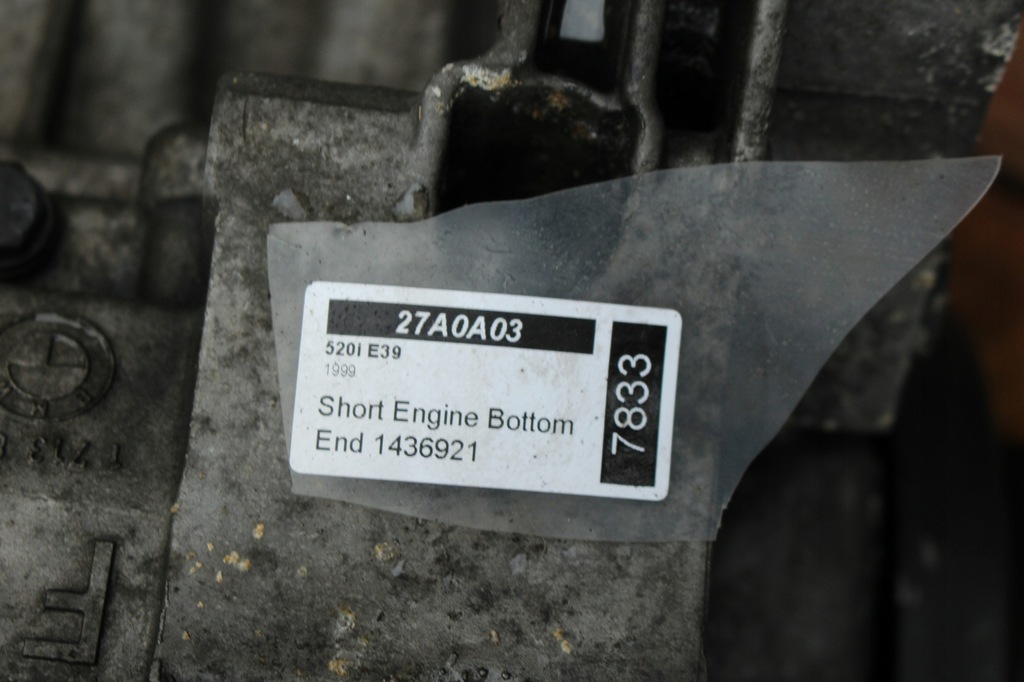 27A0A03
520i E39
1999
Short Engine Bottom
End 1436921
7833